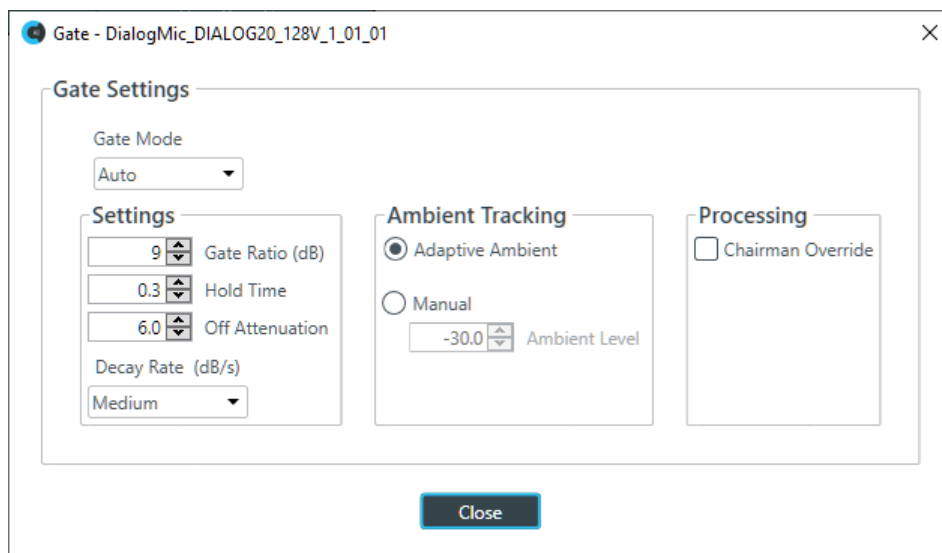 Gate - DialogMic_DIALOG20_128V_1_01_01
Gate Settings
Gate Mode
Auto
Settings
9 Gate Ratio (dB)
0.3 Hold Time
6.0 Off Attenuation
Decay Rate (dB/s)
Medium
Ambient Tracking
Adaptive Ambient
Manual
-30.0 Ambient Level
Processing
Chairman Override
Close